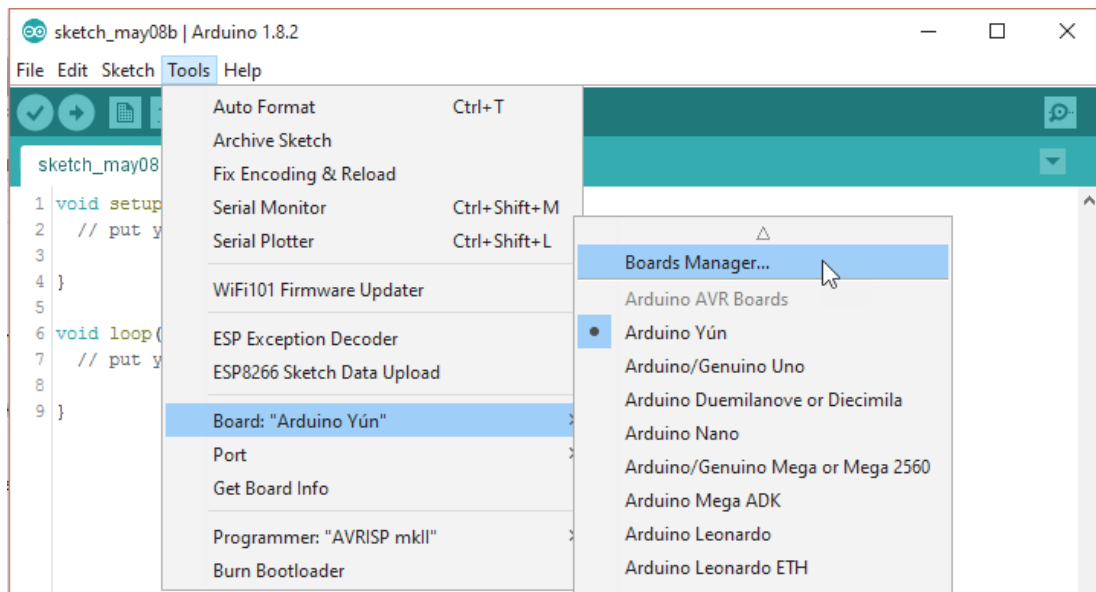 sketch_may08b | Arduino 1.8.2
File Edit Sketch Tools Help
sketch_may08
1 void setup
2 // put y
3
4 }
5
6 void loop(
7 // put y
8
9 }
Auto Format Ctrl+T
Archive Sketch
Fix Encoding & Reload
Serial Monitor Ctrl+Shift+M
Serial Plotter Ctrl+Shift+L
WiFi101 Firmware Updater
ESP Exception Decoder
ESP8266 Sketch Data Upload
Board: "Arduino Yún"
Port
Get Board Info
Programmer: "AVRISP mkII"
Burn Bootloader
Boards Manager...
Arduino AVR Boards
Arduino Yún
Arduino/Genuino Uno
Arduino Duemilanove or Diecimila
Arduino Nano
Arduino/Genuino Mega or Mega 2560
Arduino Mega ADK
Arduino Leonardo
Arduino Leonardo ETH